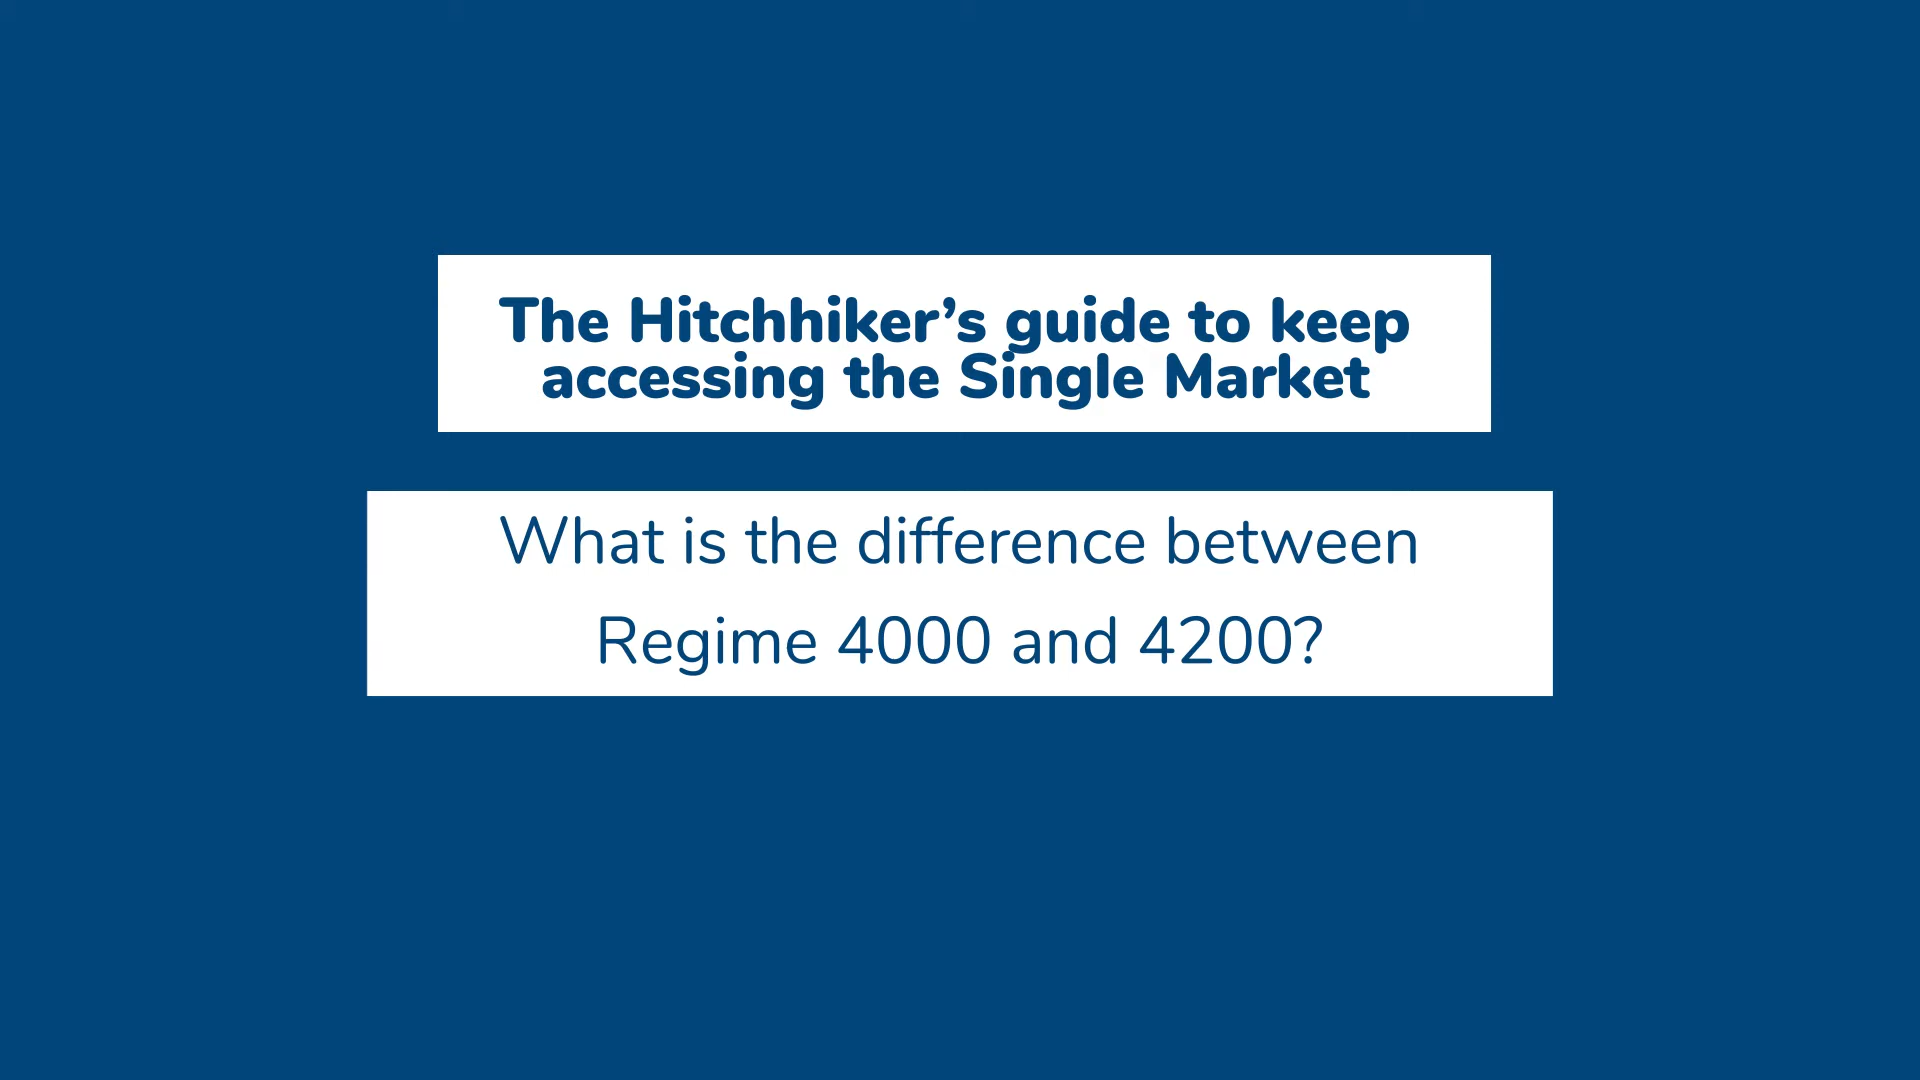 The Hitchhiker’s guide to keep
accessing the Single Market
What is the difference between
Regime 4000 and 4200?